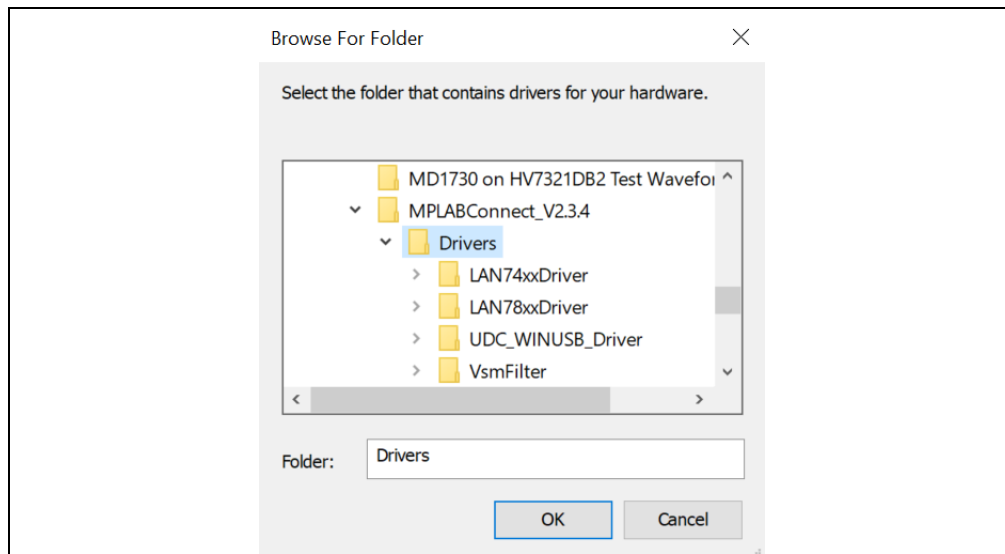 Browse For Folder
Select the folder that contains drivers for your hardware.
MD1730 on HV7321DB2 Test Wavefor
MPLABConnect_V2.3.4
Drivers
LAN74xxDriver
LAN78xxDriver
UDC_WINUSB_Driver
VsmFilter
Folder: Drivers
OK Cancel